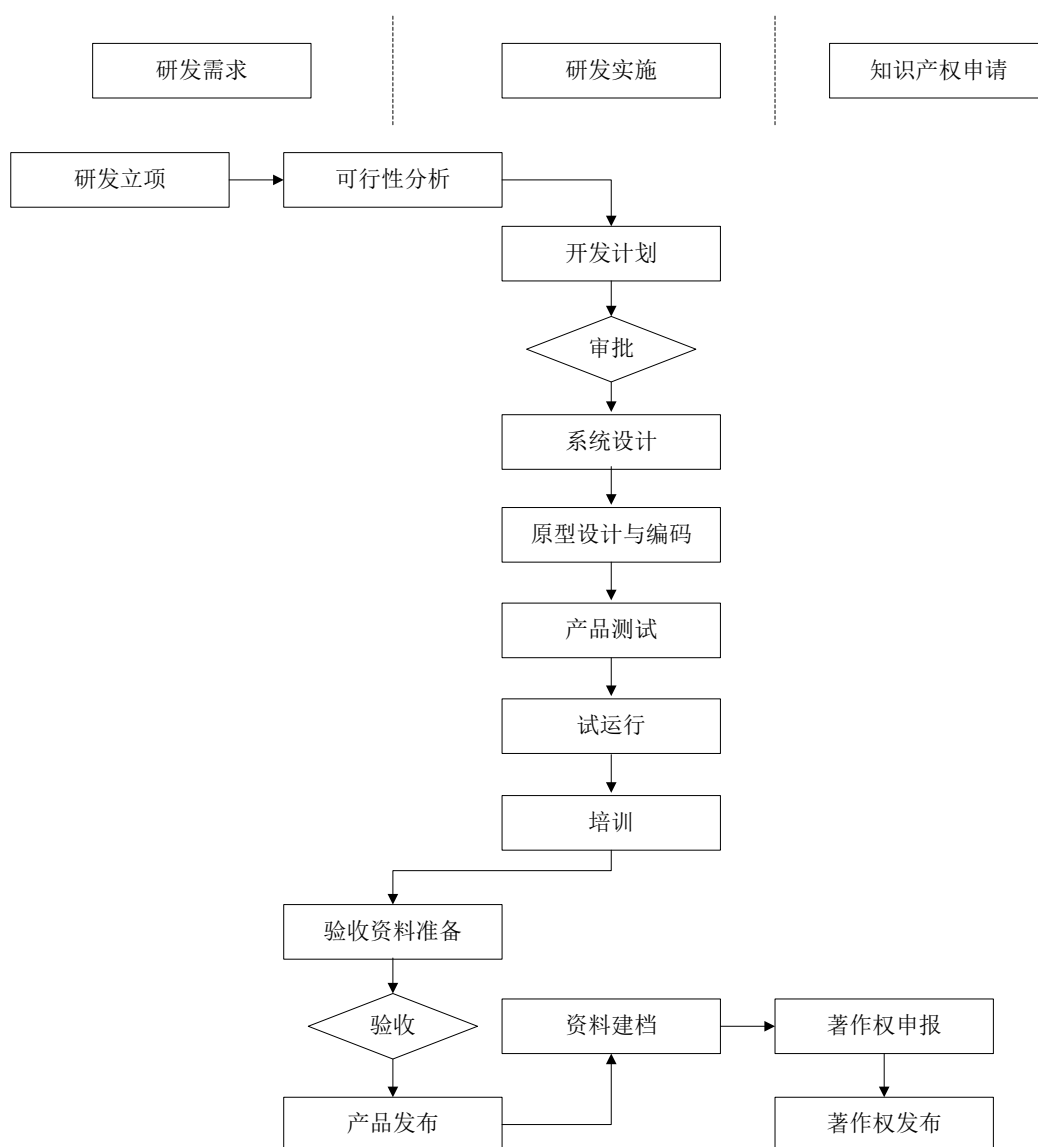 研发需求
研发实施
知识产权申请
研发立项
可行性分析
开发计划
审批
系统设计
原型设计与编码
产品测试
试运行
培训
验收资料准备
验收
资料建档
著作权申报
产品发布
著作权发布